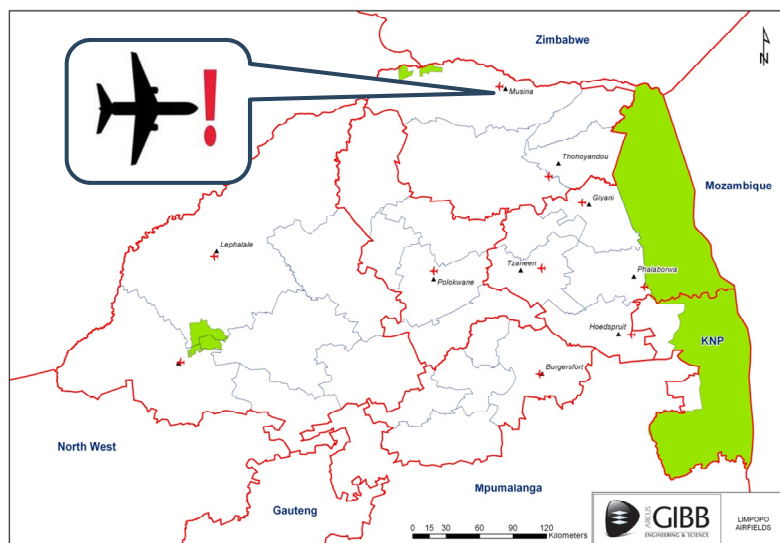 Zimbabwe
N
!
Musina
Thohoyandou
Mozambique
Giyani
Lephalale
Tzaneen
Phalaborwa
Polokwane
Hoedspruit
KNP
Burgersfort
North West
Mpumalanga
Gauteng
0 15 30 60 90 120
Kilometers
ARCUS
GIBB
ENGINEERING & SCIENCE
LIMPOPO
AIRFIELDS